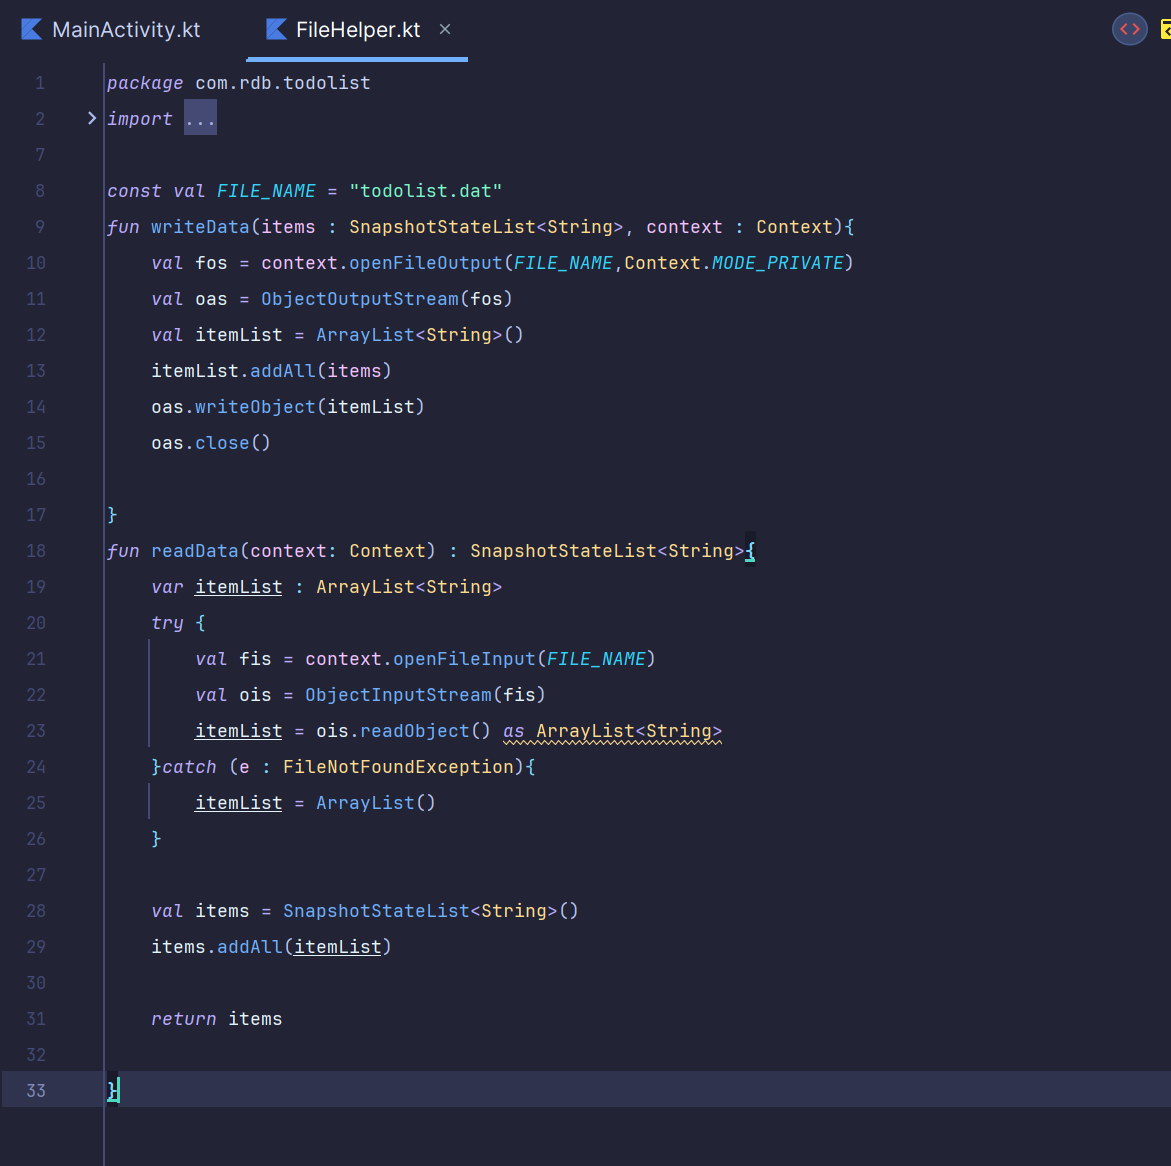 MainActivity.kt FileHelper.kt ×
1 package com.rdb.todolist
2 import ...
7
8 const val FILE_NAME = "todolist.dat"
9 fun writeData(items : SnapshotStateList<String>, context : Context){
10     val fos = context.openFileOutput(FILE_NAME,Context.MODE_PRIVATE)
11     val oas = ObjectOutputStream(fos)
12     val itemList = ArrayList<String>()
13     itemList.addAll(items)
14     oas.writeObject(itemList)
15     oas.close()
16
17 }
18 fun readData(context: Context) : SnapshotStateList<String>{
19     var itemList : ArrayList<String>
20     try {
21         val fis = context.openFileInput(FILE_NAME)
22         val ois = ObjectInputStream(fis)
23         itemList = ois.readObject() as ArrayList<String>
24     }catch (e : FileNotFoundException){
25         itemList = ArrayList()
26     }
27
28     val items = SnapshotStateList<String>()
29     items.addAll(itemList)
30
31     return items
32
33 }